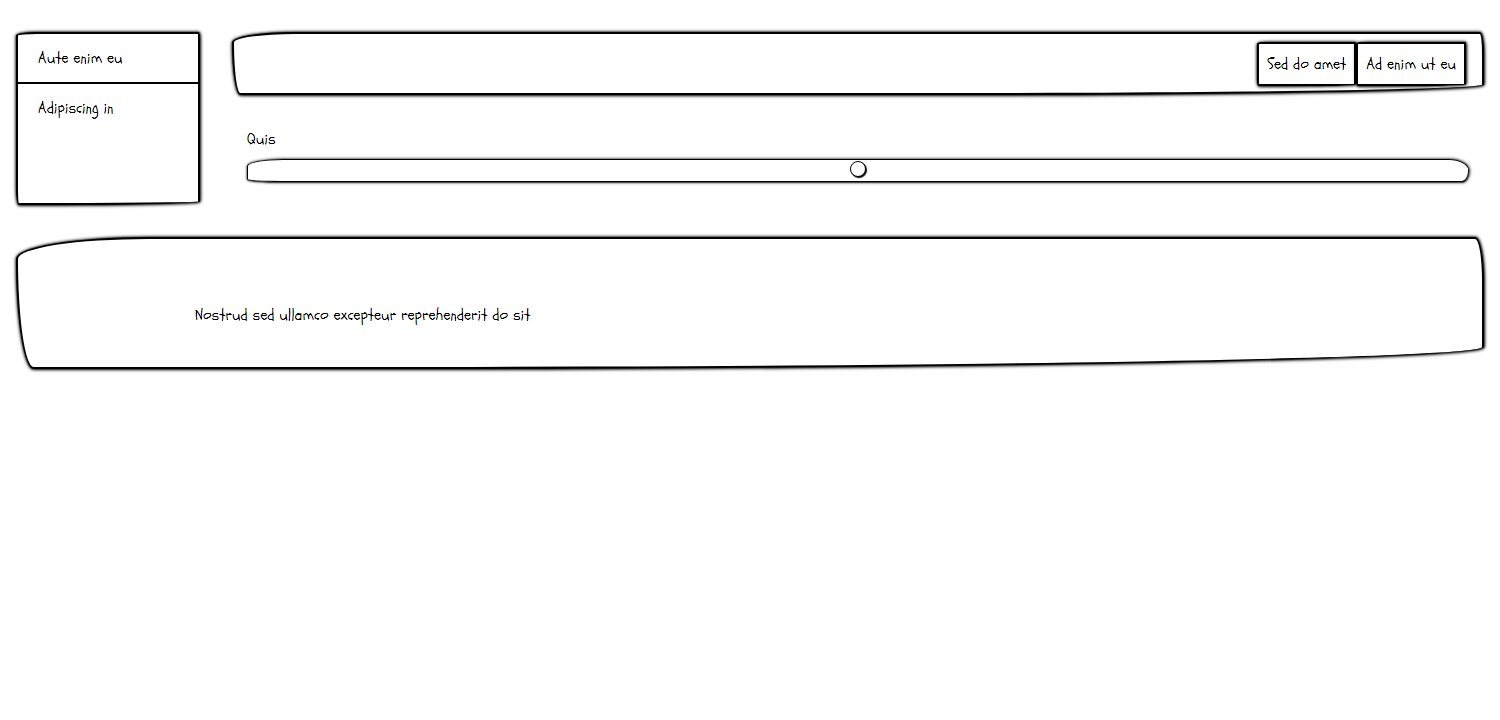 Aute enim eu
Adipiscing in
Sed do amet
Ad enim ut eu
Quis
Nostrud sed ullamco excepteur reprehenderit do sit